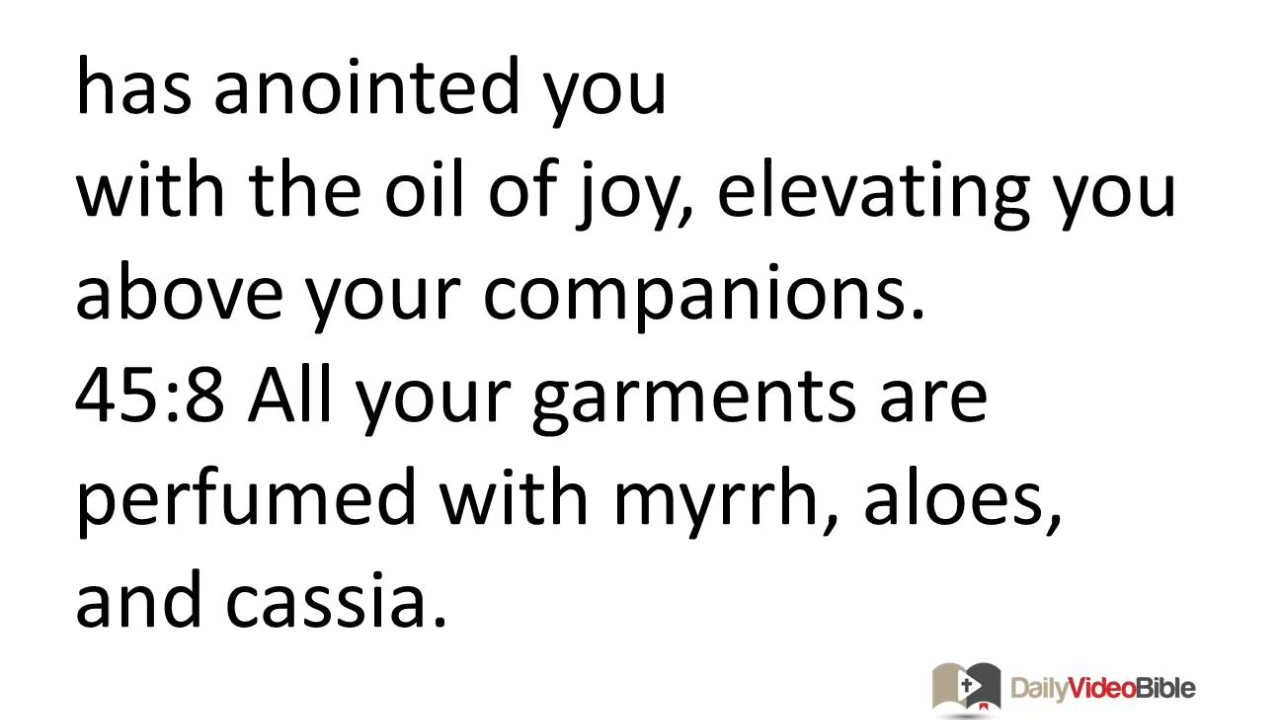 has anointed you
with the oil of joy, elevating you
above your companions.
45:8 All your garments are
perfumed with myrrh, aloes,
and cassia.
DailyVideoBible